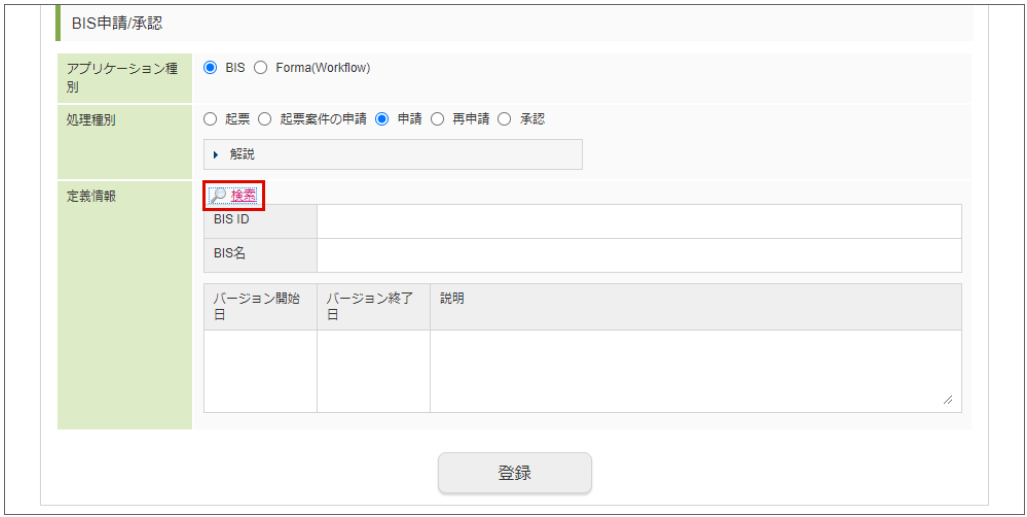 BIS申請/承認
アプリケーション種
別
BIS Forma(Workflow)
処理種別
起票 起票案件の申請 申請 再申請 承認
解説
定義情報
検索
BIS ID
BIS名
バージョン開始
日
バージョン終了
日
説明
登録